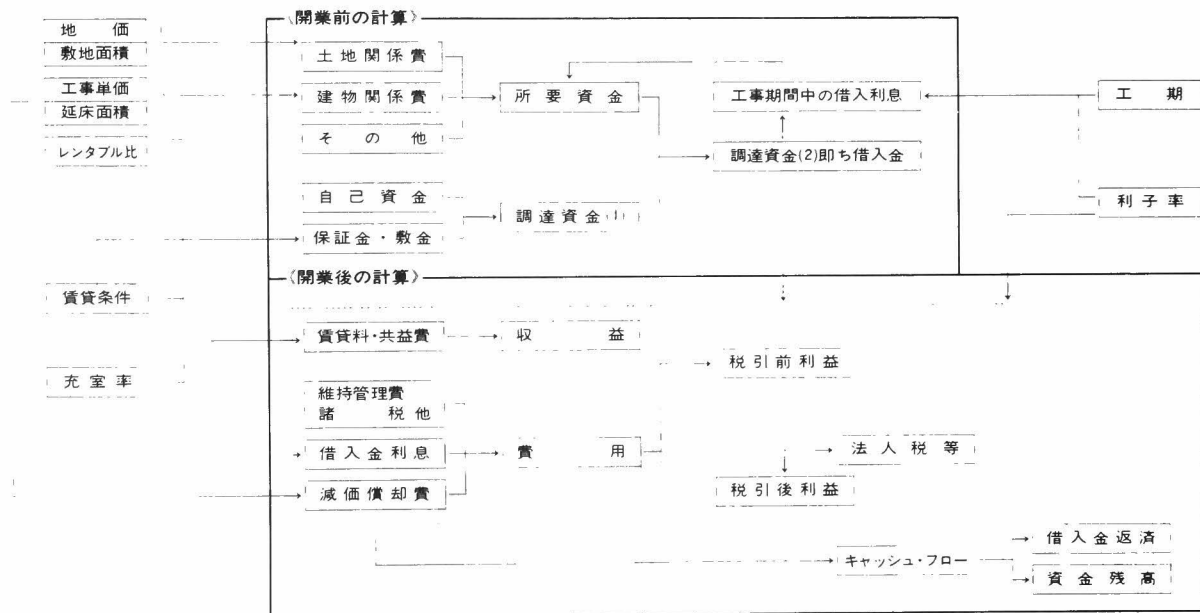 地価
敷地面積
工事単価
延床面積
レンタブル比
賃貸条件
充室率
〈開業前の計算〉
土地関係費
建物関係費
その他
自己資金
保証金・敷金
所要資金
調達資金(1)
工事期間中の借入利息
調達資金(2)即ち借入金
工期
利子率
〈開業後の計算〉
賃貸料・共益費
維持管理費
諸税他
借入金利息
減価償却費
収益
費用
税引前利益
法人税等
税引後利益
キャッシュ・フロー
借入金返済
資金残高